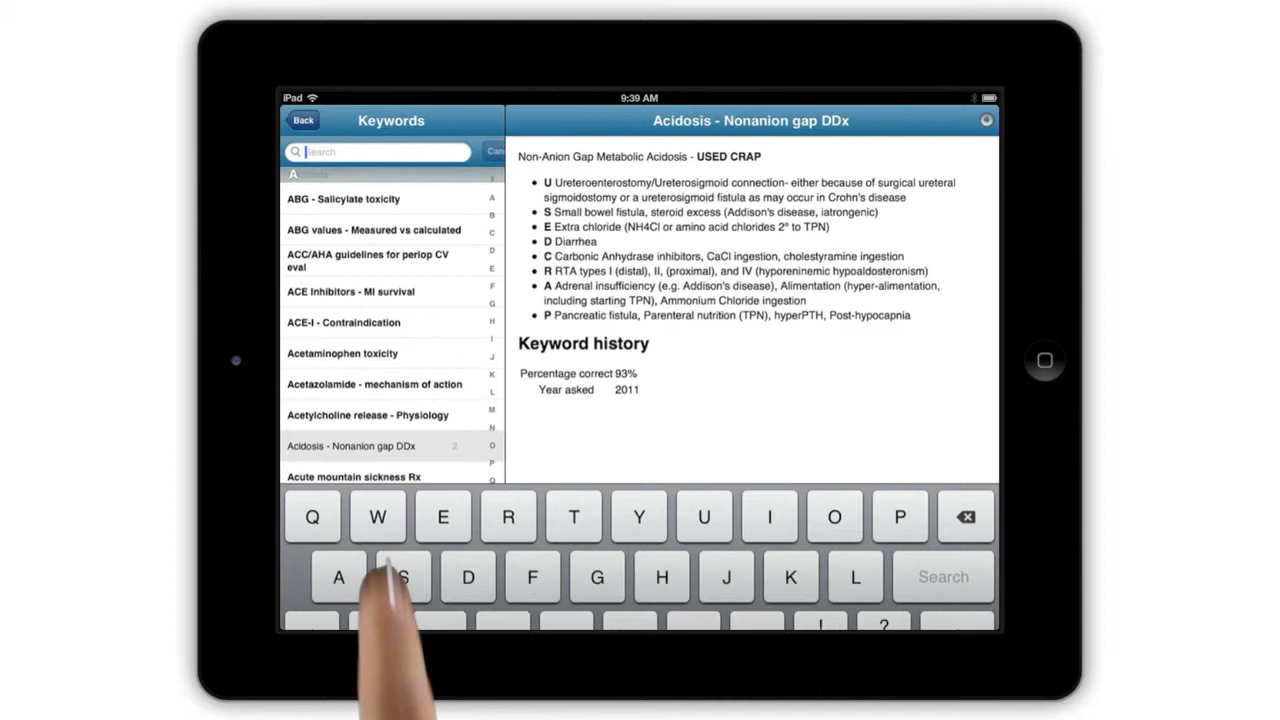 iPad
9:39 AM
Back
Keywords
Acidosis - Nonanion gap DDx
Search
A
ABG - Salicylate toxicity
ABG values - Measured vs calculated
ACC/AHA guidelines for periop CV
eval
ACE Inhibitors - MI survival
ACE-I - Contraindication
Acetaminophen toxicity
Acetazolamide - mechanism of action
Acetylcholine release - Physiology
Acidosis - Nonanion gap DDx 2
Acute mountain sickness Rx
A
B
C
D
E
F
G
H
I
J
K
L
M
N
O
P
Q
Non-Anion Gap Metabolic Acidosis - USED CRAP
• U Ureteroenterostomy/Ureterosigmoid connection- either because of surgical ureteral
sigmoidostomy or a ureterosigmoid fistula as may occur in Crohn's disease
• S Small bowel fistula, steroid excess (Addison's disease, iatrongenic)
• E Extra chloride (NH4Cl or amino acid chlorides 2° to TPN)
• D Diarrhea
• C Carbonic Anhydrase inhibitors, CaCl ingestion, cholestyramine ingestion
• R RTA types I (distal), II, (proximal), and IV (hyporeninemic hypoaldosteronism)
• A Adrenal insufficiency (e.g. Addison's disease), Alimentation (hyper-alimentation,
including starting TPN), Ammonium Chloride ingestion
• P Pancreatic fistula, Parenteral nutrition (TPN), hyperPTH, Post-hypocapnia
Keyword history
Percentage correct 93%
Year asked 2011
Q W E R T Y U I O P
A S D F G H J K L Search
! ?